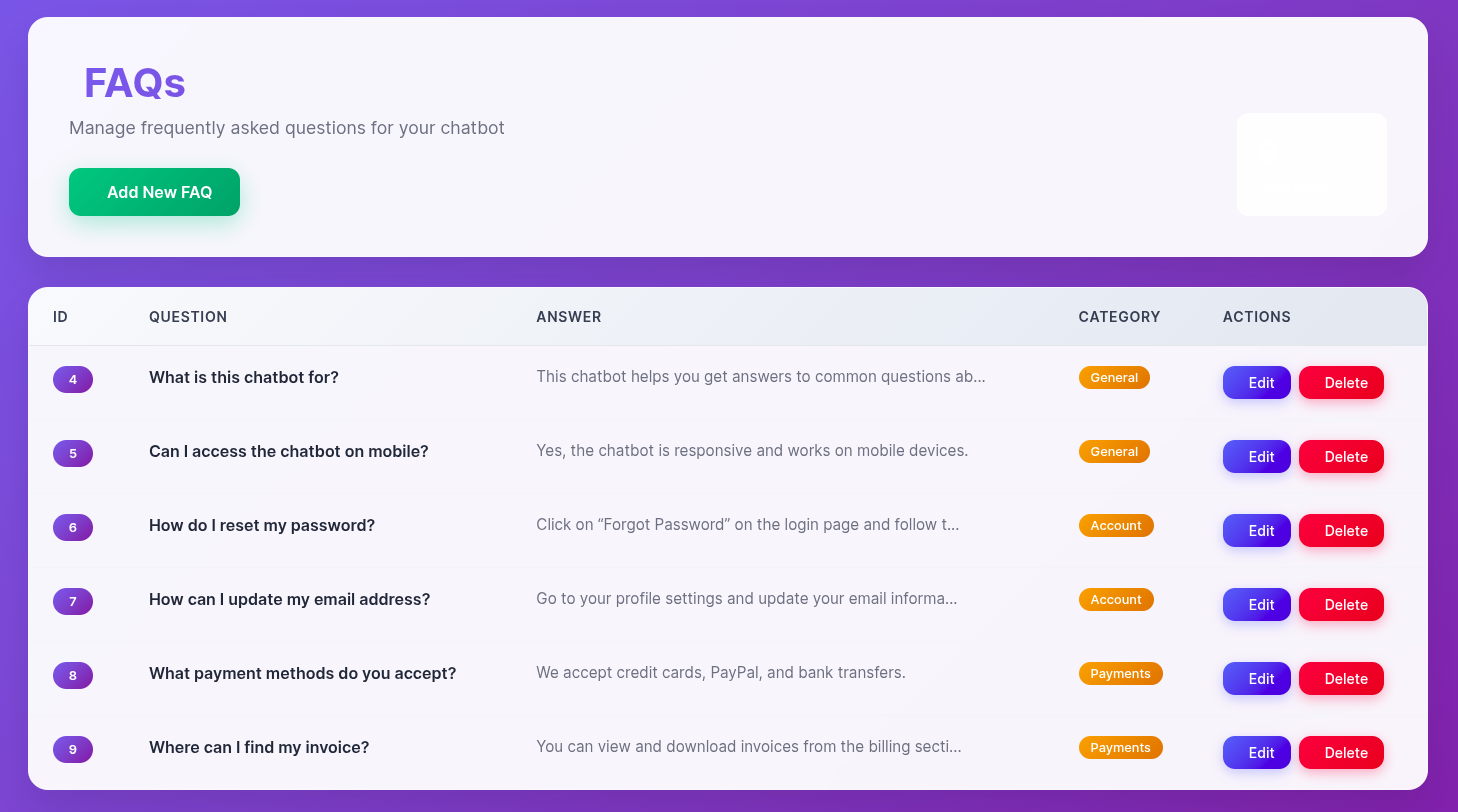 FAQs
Manage frequently asked questions for your chatbot
Add New FAQ
ID QUESTION ANSWER CATEGORY ACTIONS
4 What is this chatbot for? This chatbot helps you get answers to common questions ab... General Edit Delete
5 Can I access the chatbot on mobile? Yes, the chatbot is responsive and works on mobile devices. General Edit Delete
6 How do I reset my password? Click on “Forgot Password” on the login page and follow t... Account Edit Delete
7 How can I update my email address? Go to your profile settings and update your email informa... Account Edit Delete
8 What payment methods do you accept? We accept credit cards, PayPal, and bank transfers. Payments Edit Delete
9 Where can I find my invoice? You can view and download invoices from the billing secti... Payments Edit Delete